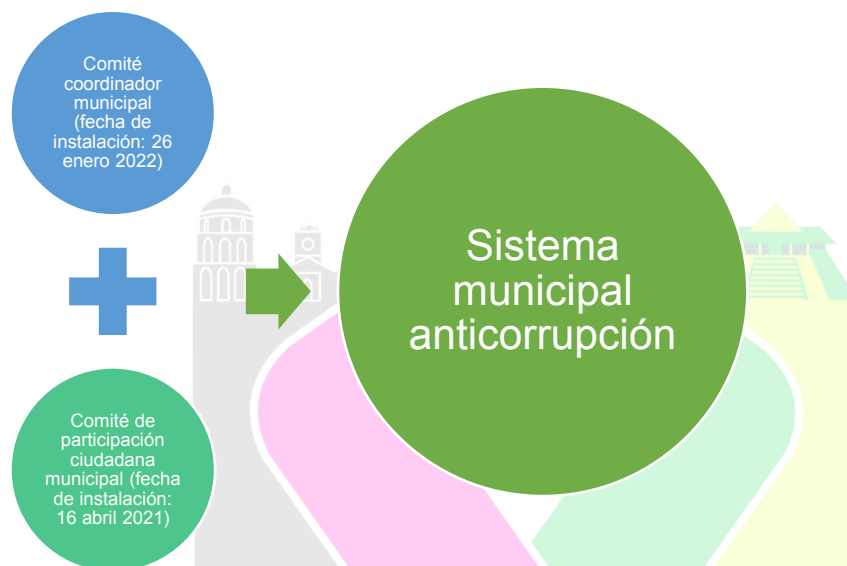 Comité
coordinador
municipal
(fecha de
instalación: 26
enero 2022)
Sistema
municipal
anticorrupción
Comité de
participación
ciudadana
municipal (fecha
de instalación:
16 abril 2021)